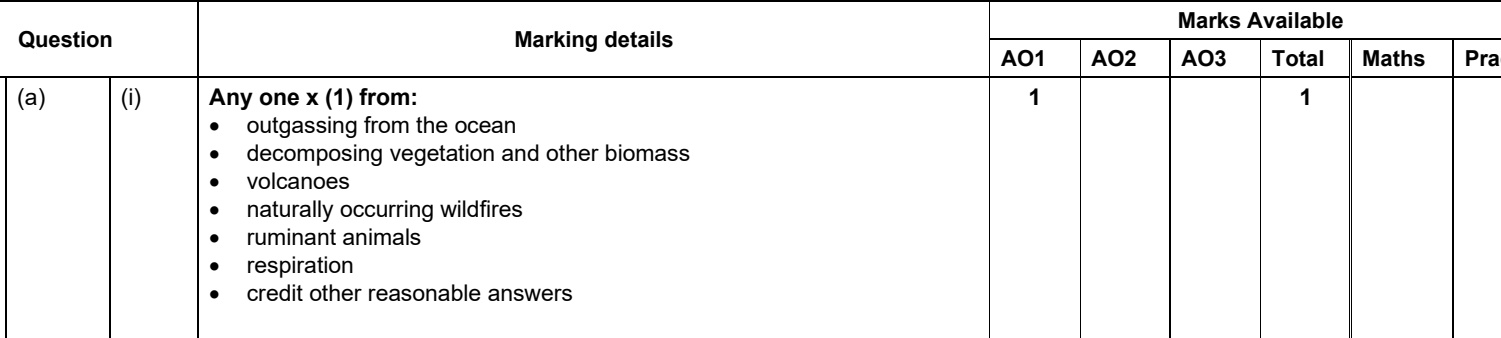 Question
Marking details
Marks Available
AO1 AO2 AO3 Total Maths
(a) (i) Any one x (1) from: 1 1
• outgassing from the ocean
• decomposing vegetation and other biomass
• volcanoes
• naturally occurring wildfires
• ruminant animals
• respiration
• credit other reasonable answers